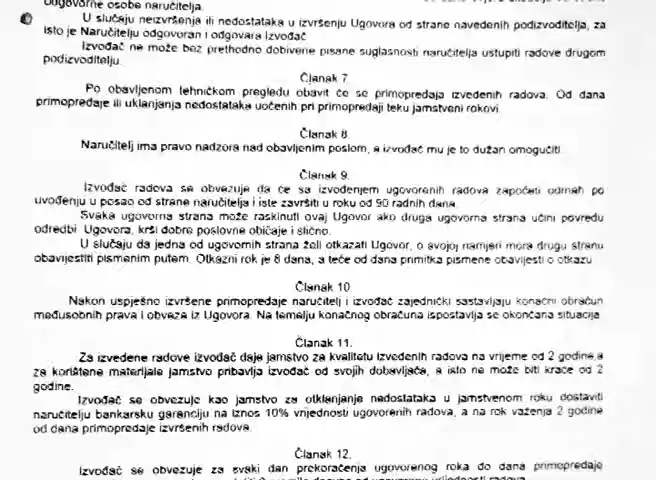 odgovorne osobe naručitelja.
U slučaju neizvršenja ili nedostataka u izvršenju Ugovora od strane navedenih podizvoditelja, za
isto je Naručitelju odgovoran i odgovara Izvođač
Izvođač ne može bez prethodno dobivene pisane suglasnosti naručitelja ustupiti radove drugom
podizvoditelju.
Članak 7
Po obavljenom tehničkom pregledu obavit će se primopredaja izvedenih radova. Od dana
primopredaje ili uklanjanja nedostataka uočenih pri primopredaji teku jamstveni rokovi.
Članak 8.
Naručitelj ima pravo nadzora nad obavljenim poslom, a izvođač mu je to dužan omogućiti.
Članak 9.
Izvođač radova se obvezuje da će sa izvođenjem ugovorenih radova započeti odmah po
uvođenju u posao od strane naručitelja i iste završiti u roku od 90 radnih dana.
Svaka ugovorna strana može raskinuti ovaj Ugovor ako druga ugovorna strana učini povredu
odredbi Ugovora, krši dobre poslovne običaje i slično.
U slučaju da jedna od ugovornih strana želi otkazati Ugovor, o svojoj namjeri mora drugu stranu
obavijestiti pismenim putem. Otkazni rok je 8 dana, a teče od dana primitka pismene obavijesti o otkazu
Članak 10.
Nakon uspješno izvršene primopredaje naručitelj i izvođač zajednički sastavljaju konačni obračun
međusobnih prava i obveza iz Ugovora. Na temelju konačnog obračuna ispostavlja se okončana situacija
Članak 11.
Za izvedene radove izvođač daje jamstvo za kvalitetu izvedenih radova na vrijeme od 2 godine,a
za korištene materijale jamstvo pribavlja izvođač od svojih dobavljača, a isto ne može biti kraće od 2
godine.
Izvođač se obvezuje kao jamstvo za otklanjanje nedostataka u jamstvenom roku dostaviti
naručitelju bankarsku garanciju na iznos 10% vrijednosti ugovorenih radova, a na rok važenja 2 godine
od dana primopredaje izvršenih radova.
Članak 12.
Izvođač se obvezuje za svaki dan prekoračenja ugovorenog roka do dana primopredaje